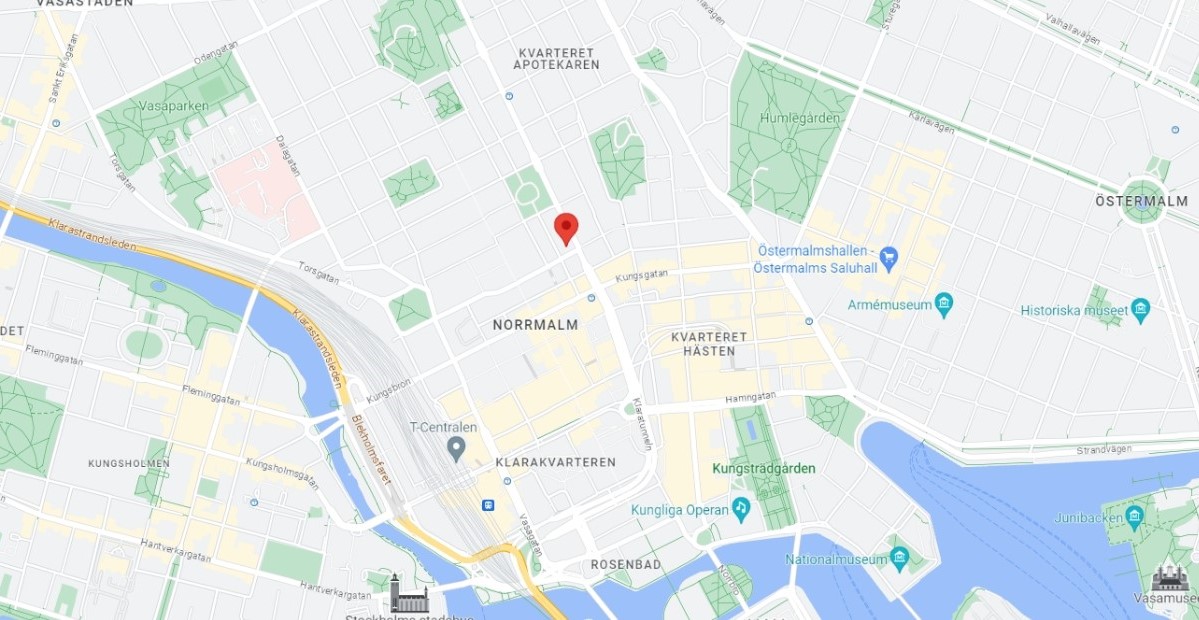 VASASTADEN
Sankt Eriksgatan
Odengatan
KVARTERET
APOTEKAREN
Sturegatan
Valhallavägen
71
Vasaparken
Humlegården
Karlavägen
Dalagatan
Torsgatan
ÖSTERMALM
Klarastrandsleden
Östermalmshallen -
Östermalms Saluhall
Torsgatan
Kungsgatan
Armémuseum
Historiska museet
NORRMALM
Klarastrandsleden
KVARTERET
HÄSTEN
DET
Fleminggatan
Fleminggatan
Kungsbron
Hamngatan
Klaratunneln
T-Centralen
Blekholmsfaret
Strandvägen
KUNGSHOLMEN
Kungsholmsgatan
KLARAKVARTEREN
Kungsträdgården
Kungliga Operan
Junibacken
Vasagatan
Hantverkargatan
Nationalmuseum
ROSENBAD
Norrbro
Hantverkargatan
Vasamuseet
Stockholms stadshus